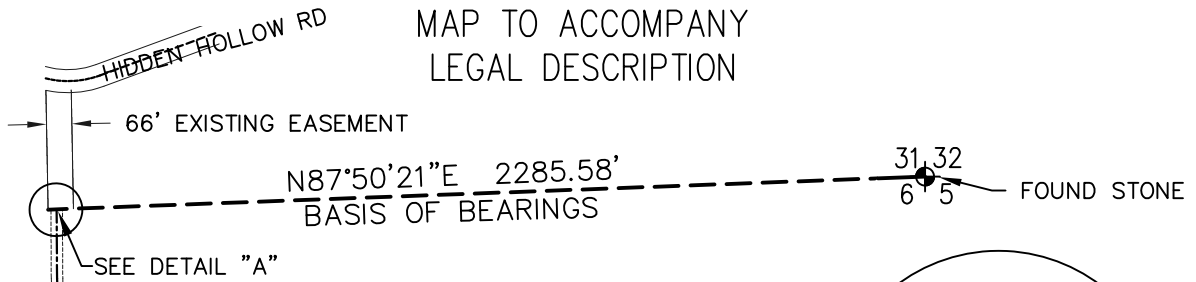 MAP TO ACCOMPANY
LEGAL DESCRIPTION
HIDDEN HOLLOW RD
66' EXISTING EASEMENT
N87°50'21"E 2285.58'
BASIS OF BEARINGS
31 32
6 5
FOUND STONE
SEE DETAIL "A"